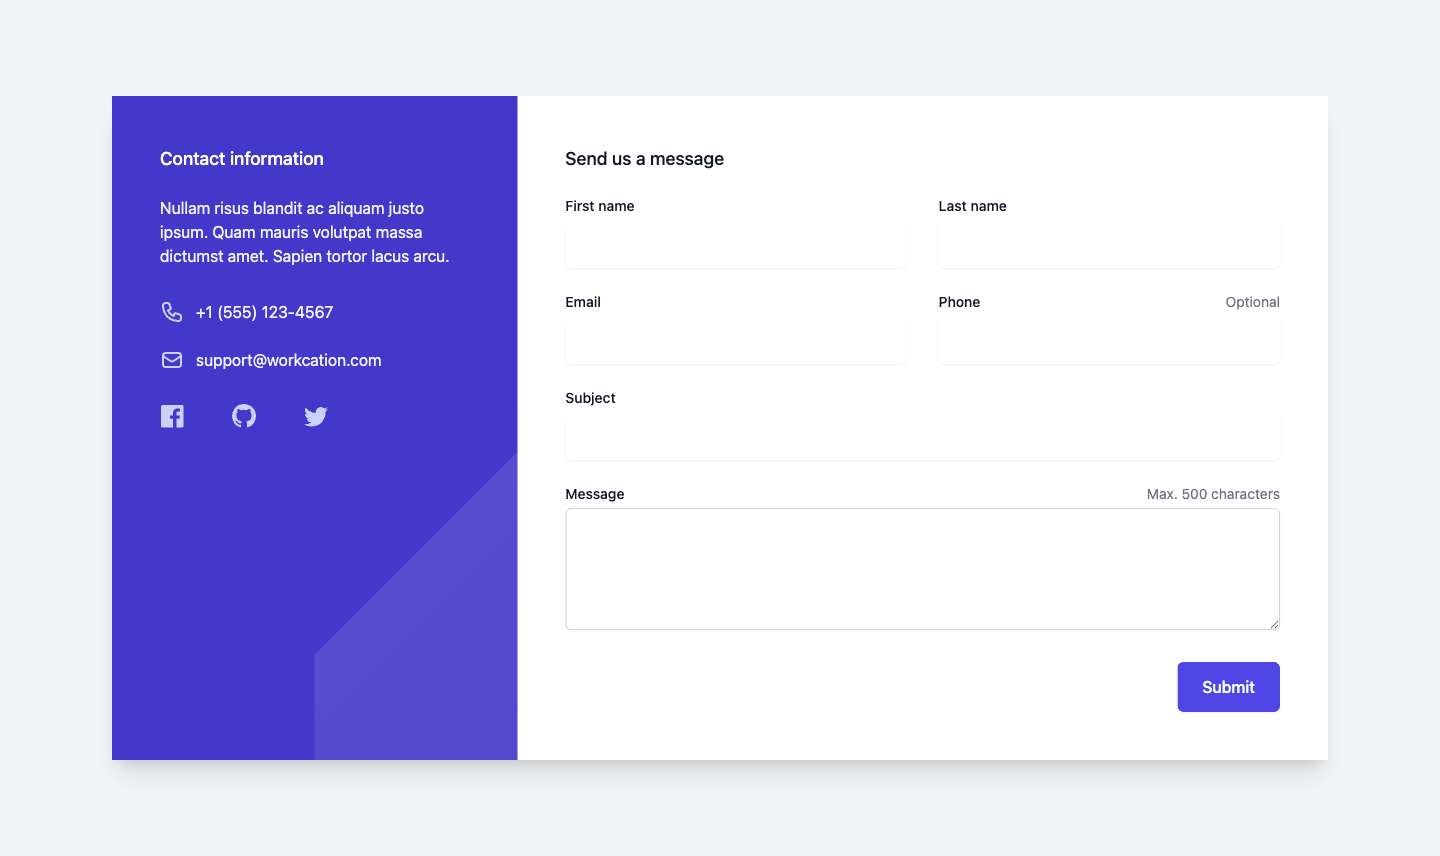 Contact information
Nullam risus blandit ac aliquam justo
ipsum. Quam mauris volutpat massa
dictumst amet. Sapien tortor lacus arcu.
+1 (555) 123-4567
support@workcation.com
Send us a message
First name
Last name
Email
Phone
Optional
Subject
Message
Max. 500 characters
Submit